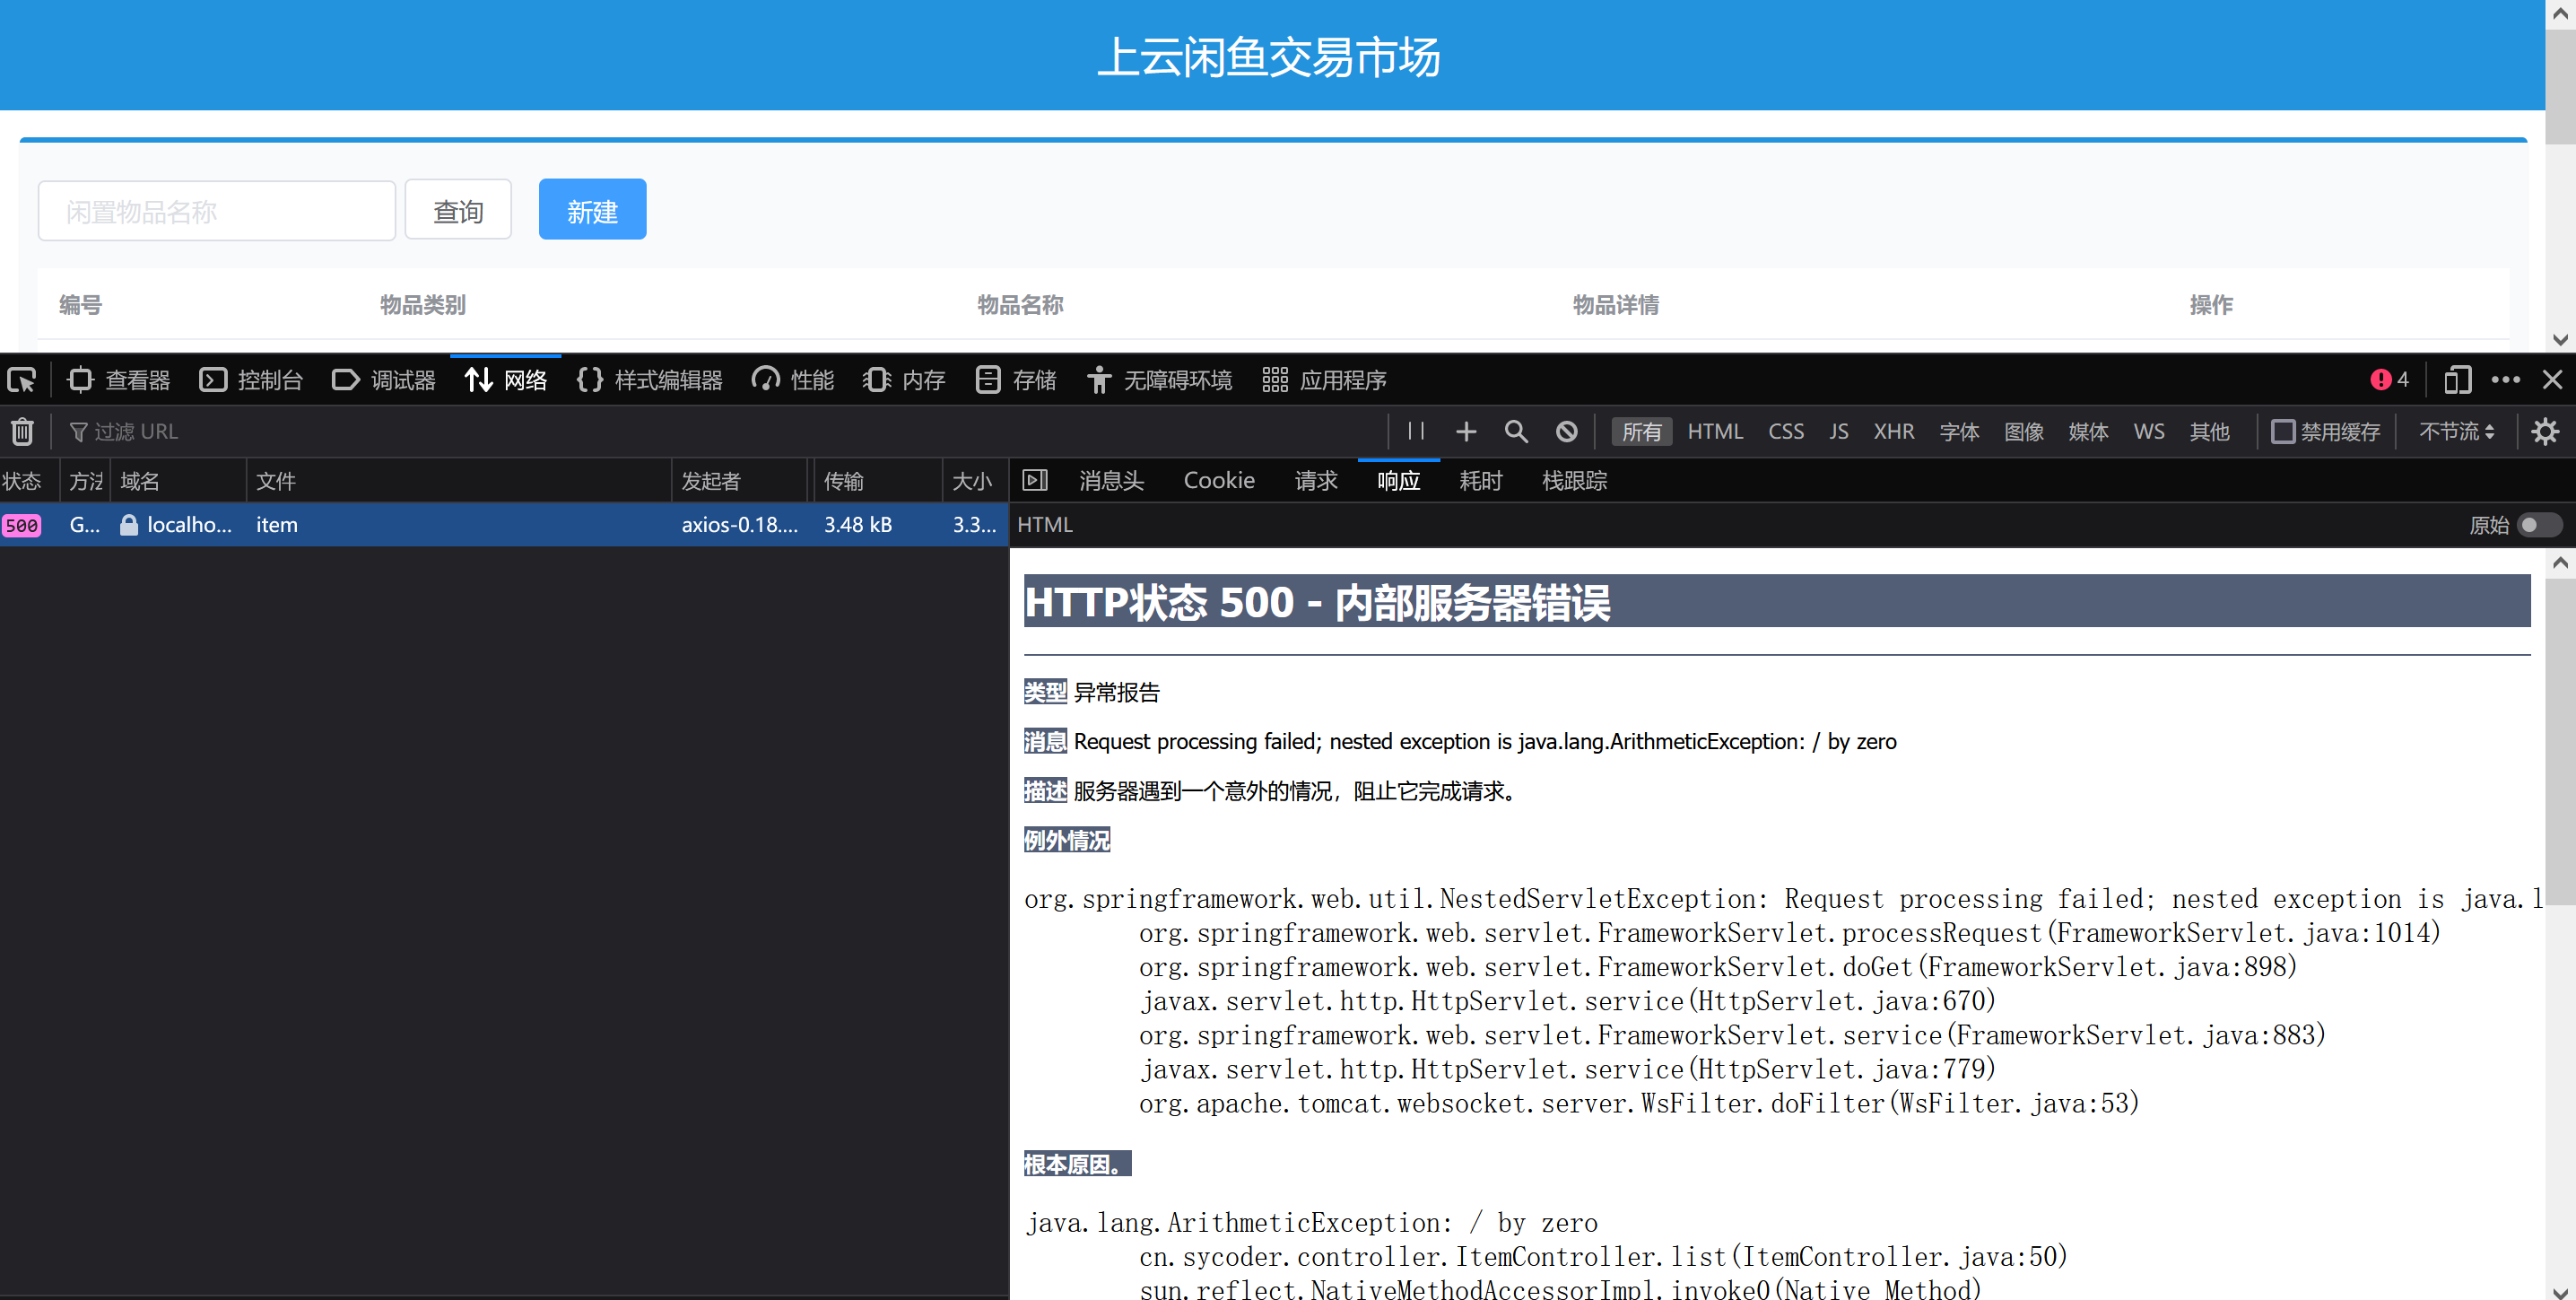 上云闲鱼交易市场
闲置物品名称 查询 新建
编号 物品类别 物品名称 物品详情 操作
查看器 控制台 调试器 网络 样式编辑器 性能 内存 存储 无障碍环境 应用程序 4
过滤 URL 所有 HTML CSS JS XHR 字体 图像 媒体 WS 其他 禁用缓存 不节流
状态 方法 域名 文件 发起者 传输 大小 消息头 Cookie 请求 响应 耗时 栈跟踪
500 G... localho... item axios-0.18.... 3.48 kB 3.3... HTML 原始
HTTP状态 500 - 内部服务器错误
类型 异常报告
消息 Request processing failed; nested exception is java.lang.ArithmeticException: / by zero
描述 服务器遇到一个意外的情况，阻止它完成请求。
例外情况
org.springframework.web.util.NestedServletException: Request processing failed; nested exception is java.l
org.springframework.web.servlet.FrameworkServlet.processRequest(FrameworkServlet.java:1014)
org.springframework.web.servlet.FrameworkServlet.doGet(FrameworkServlet.java:898)
javax.servlet.http.HttpServlet.service(HttpServlet.java:670)
org.springframework.web.servlet.FrameworkServlet.service(FrameworkServlet.java:883)
javax.servlet.http.HttpServlet.service(HttpServlet.java:779)
org.apache.tomcat.websocket.server.WsFilter.doFilter(WsFilter.java:53)
根本原因。
java.lang.ArithmeticException: / by zero
cn.sycoder.controller.ItemController.list(ItemController.java:50)
sun.reflect.NativeMethodAccessorImpl.invoke0(Native Method)